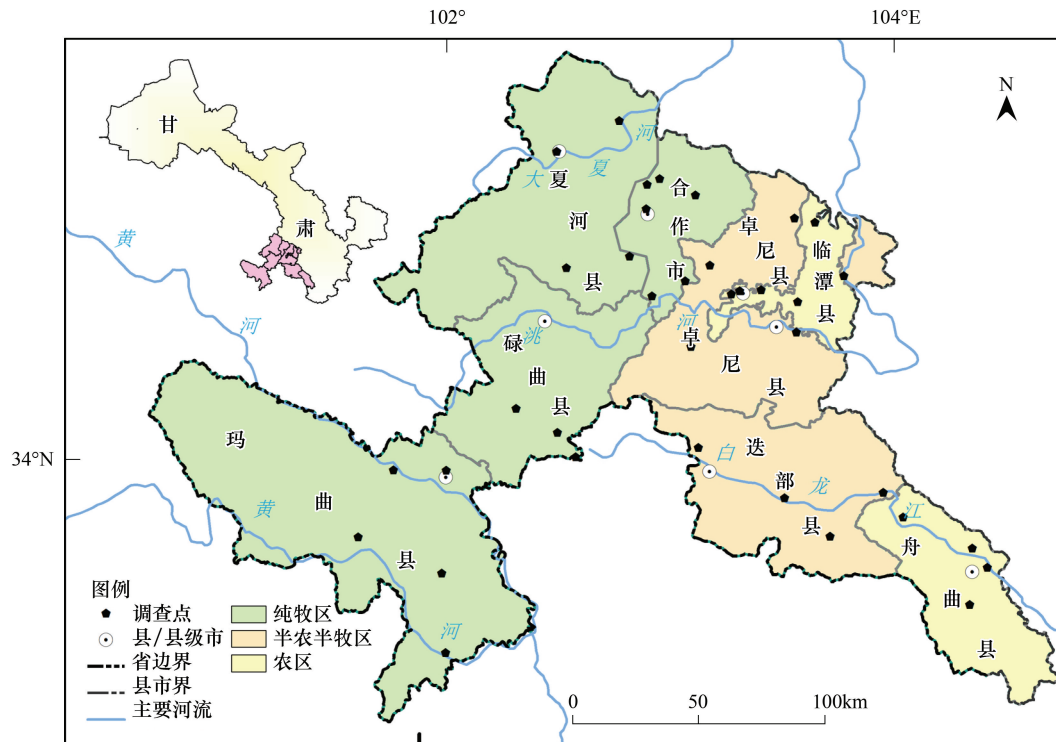 102°
104°E
N
34°N
甘
肃
黄
河
大夏河
夏
河
县
合
作
市
卓
尼
县
临
潭
县
洮
河
碌
曲
县
卓
尼
县
玛
曲
县
黄
河
迭
部
县
白
龙
江
舟
曲
县
图例
调查点
县/县级市
省边界
县市界
主要河流
纯牧区
半农半牧区
农区
0 50 100km